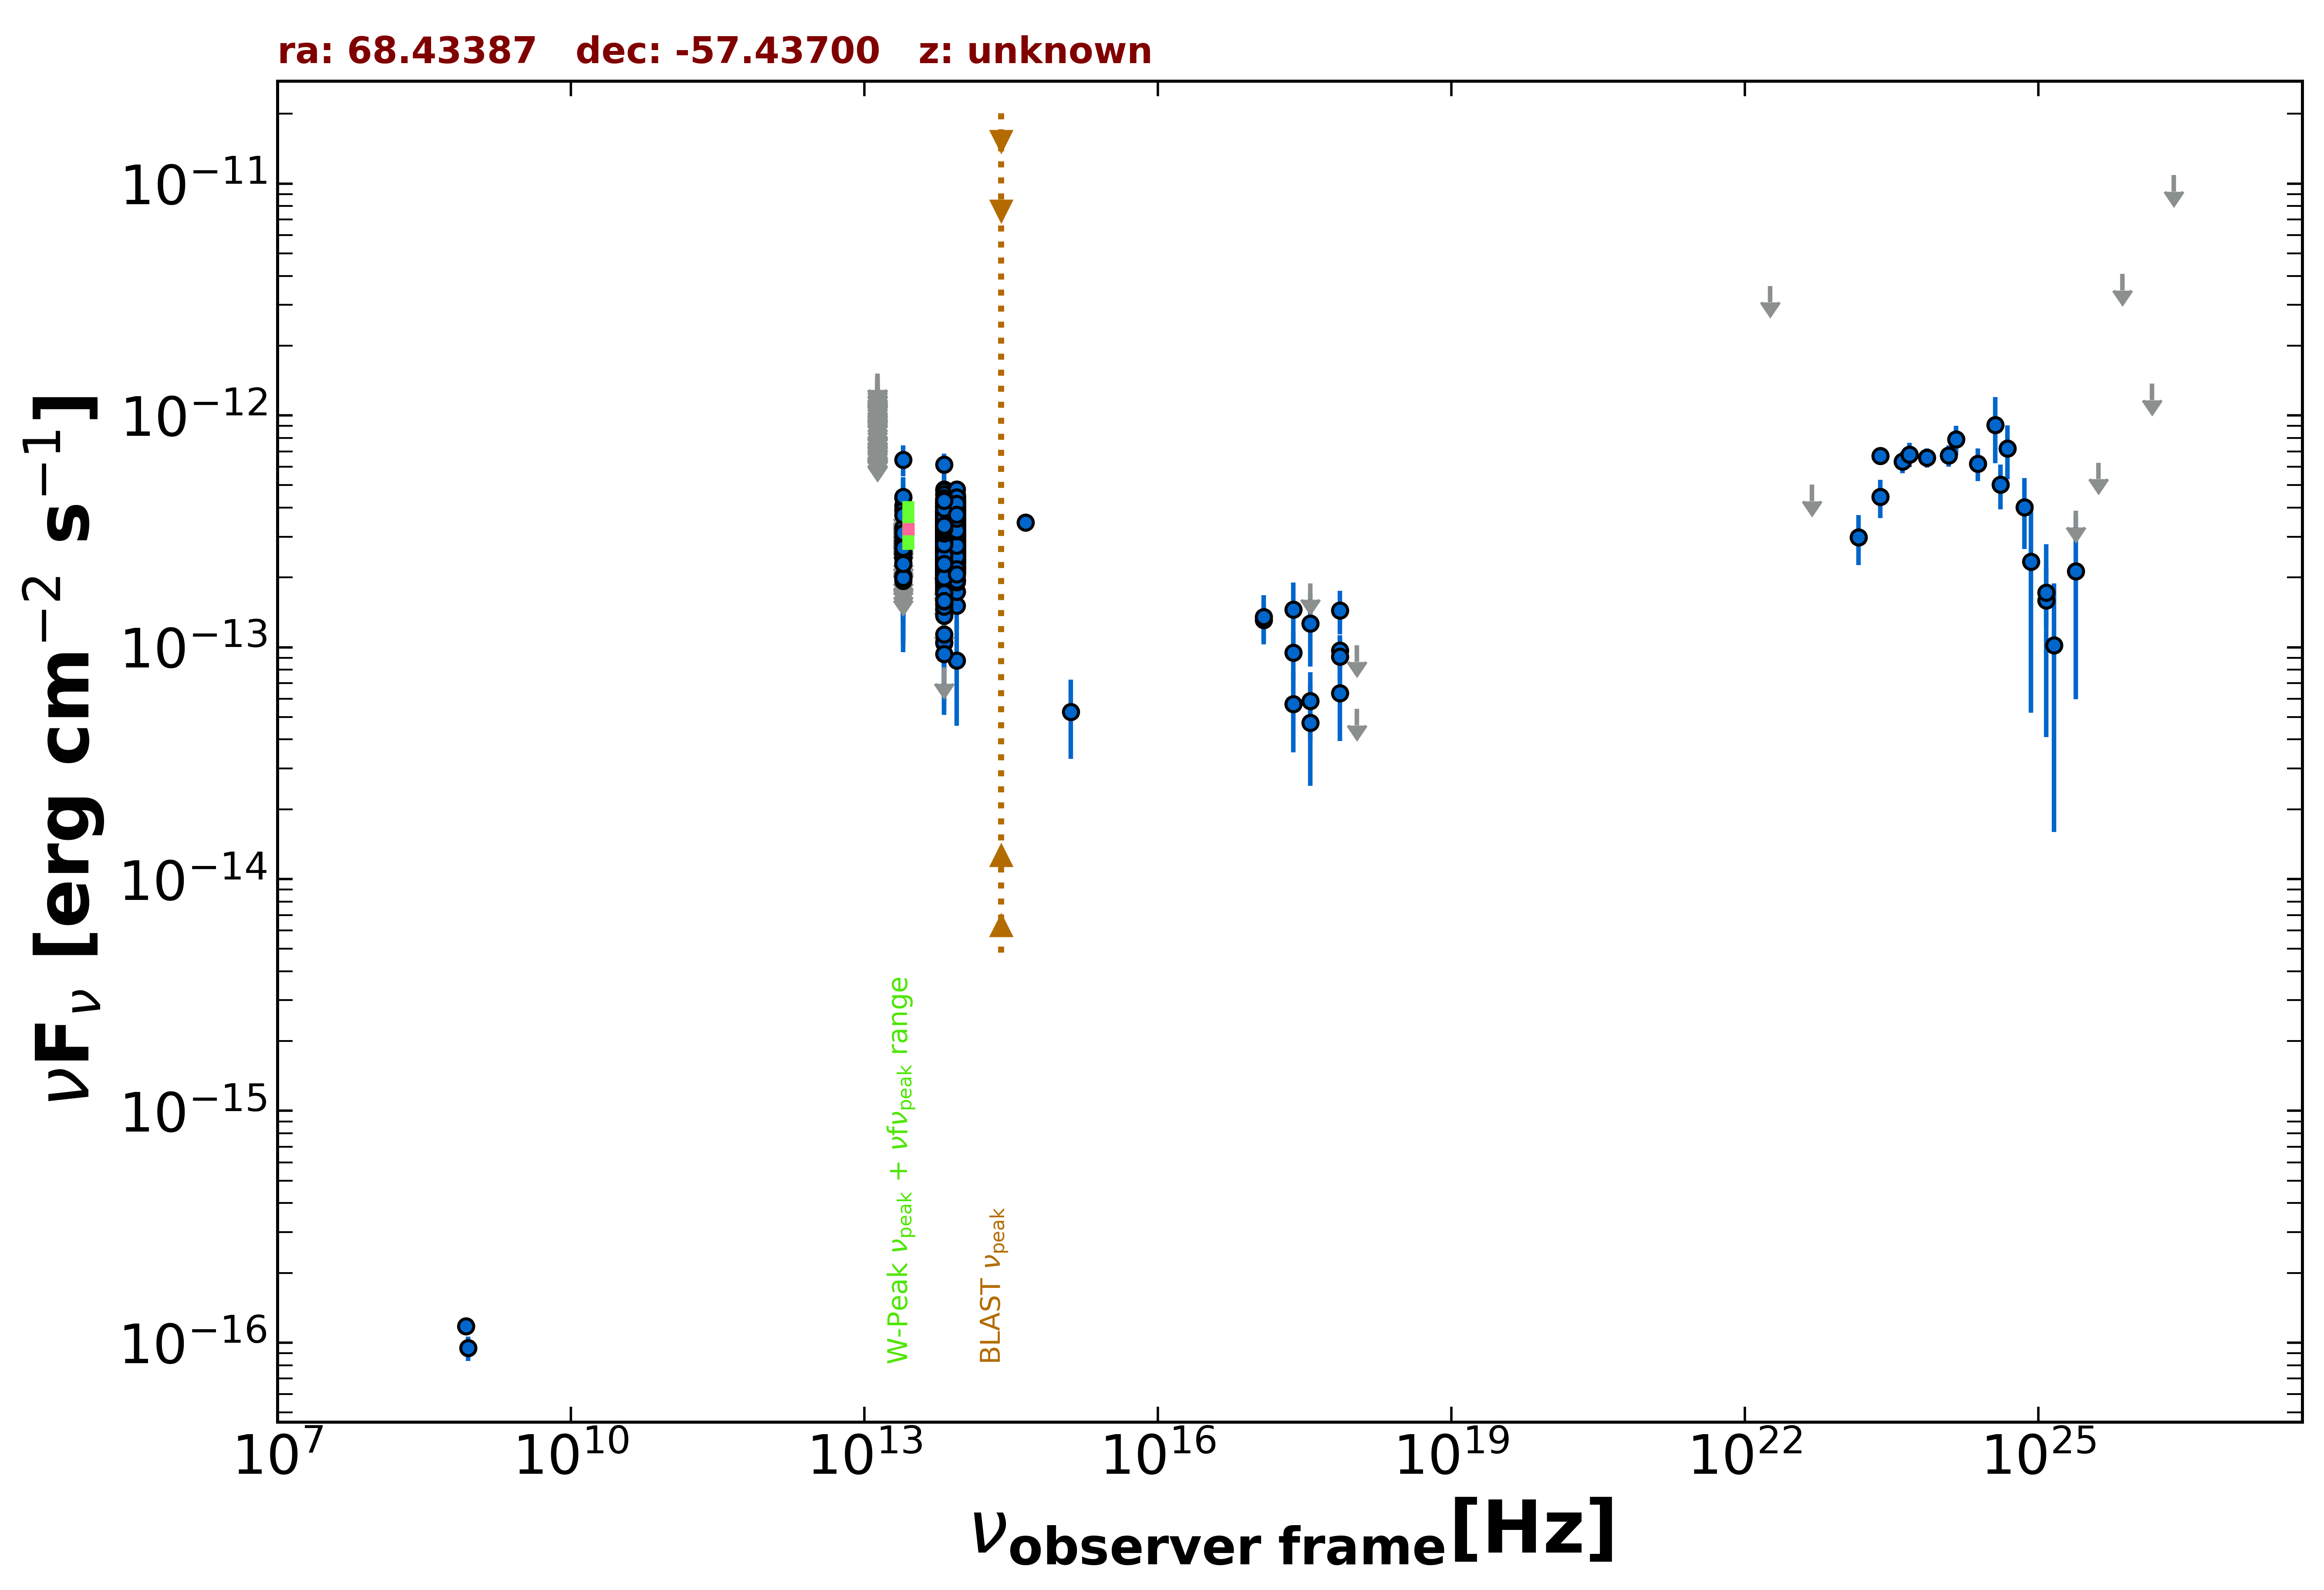 ra: 68.43387 dec: -57.43700 z: unknown
νFν [erg cm−2 s−1]
10−11
10−12
10−13
10−14
10−15
10−16
W-Peak νpeak + νfνpeak range
BLAST νpeak
107 1010 1013 1016 1019 1022 1025
νobserver frame[Hz]